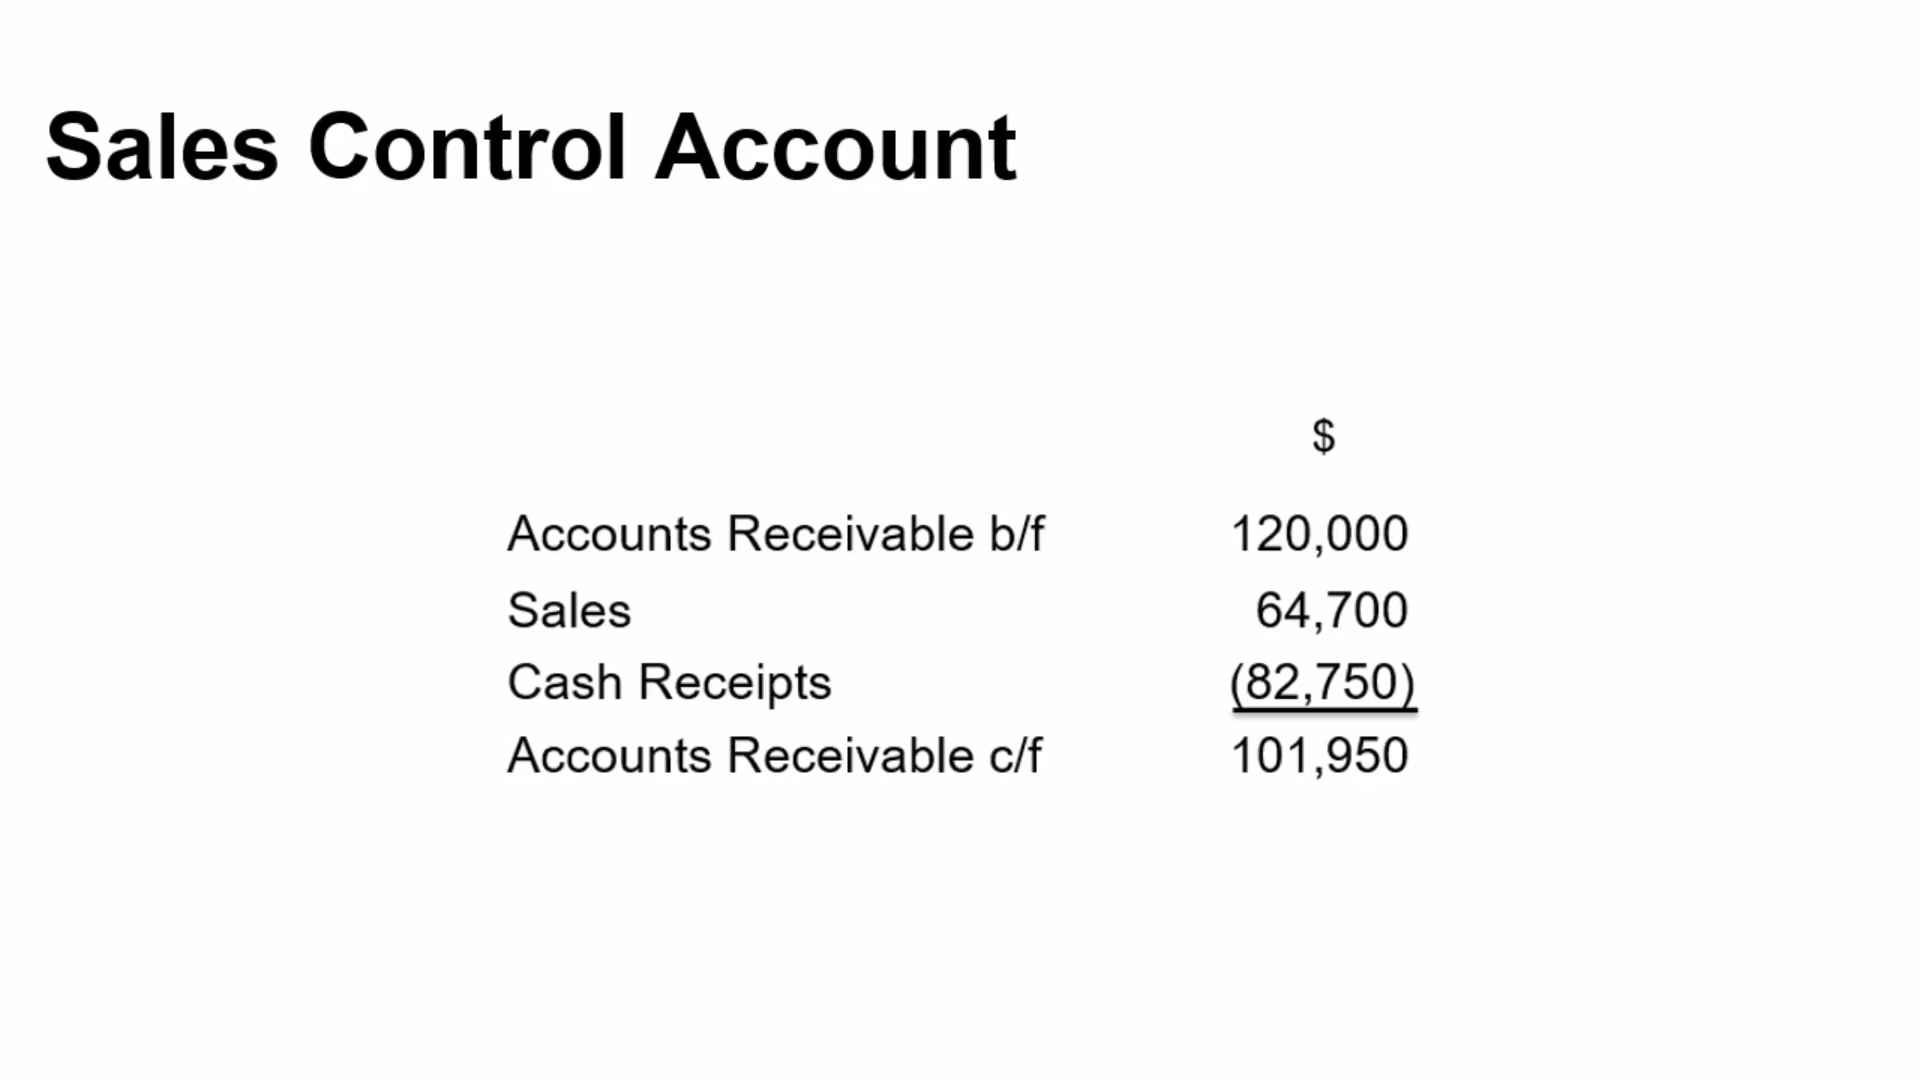 Sales Control Account
$
Accounts Receivable b/f 120,000
Sales 64,700
Cash Receipts (82,750)
Accounts Receivable c/f 101,950